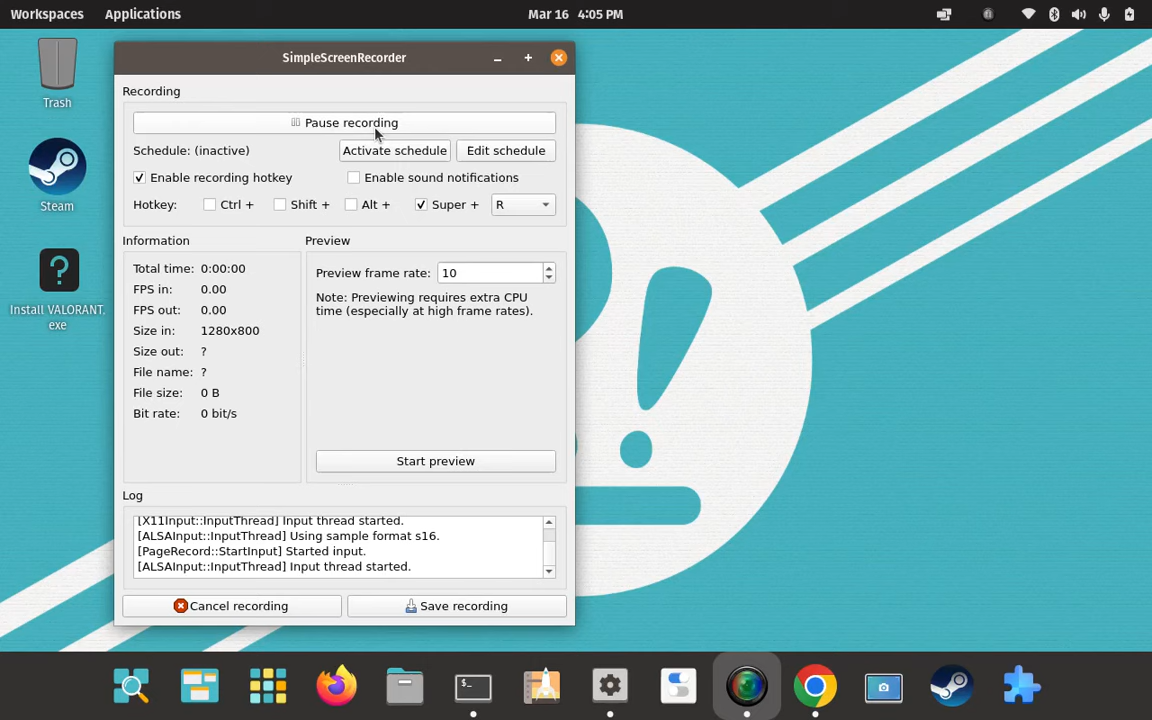 Workspaces Applications Mar 16 4:05 PM
Trash
Steam
Install VALORANT.
exe
SimpleScreenRecorder
Recording
Pause recording
Schedule: (inactive) Activate schedule Edit schedule
Enable recording hotkey Enable sound notifications
Hotkey: Ctrl + Shift + Alt + Super + R
Information
Total time: 0:00:00
FPS in: 0.00
FPS out: 0.00
Size in: 1280x800
Size out: ?
File name: ?
File size: 0 B
Bit rate: 0 bit/s
Preview
Preview frame rate: 10
Note: Previewing requires extra CPU
time (especially at high frame rates).
Start preview
Log
[X11Input::InputThread] Input thread started.
[ALSAInput::InputThread] Using sample format s16.
[PageRecord::StartInput] Started input.
[ALSAInput::InputThread] Input thread started.
Cancel recording Save recording